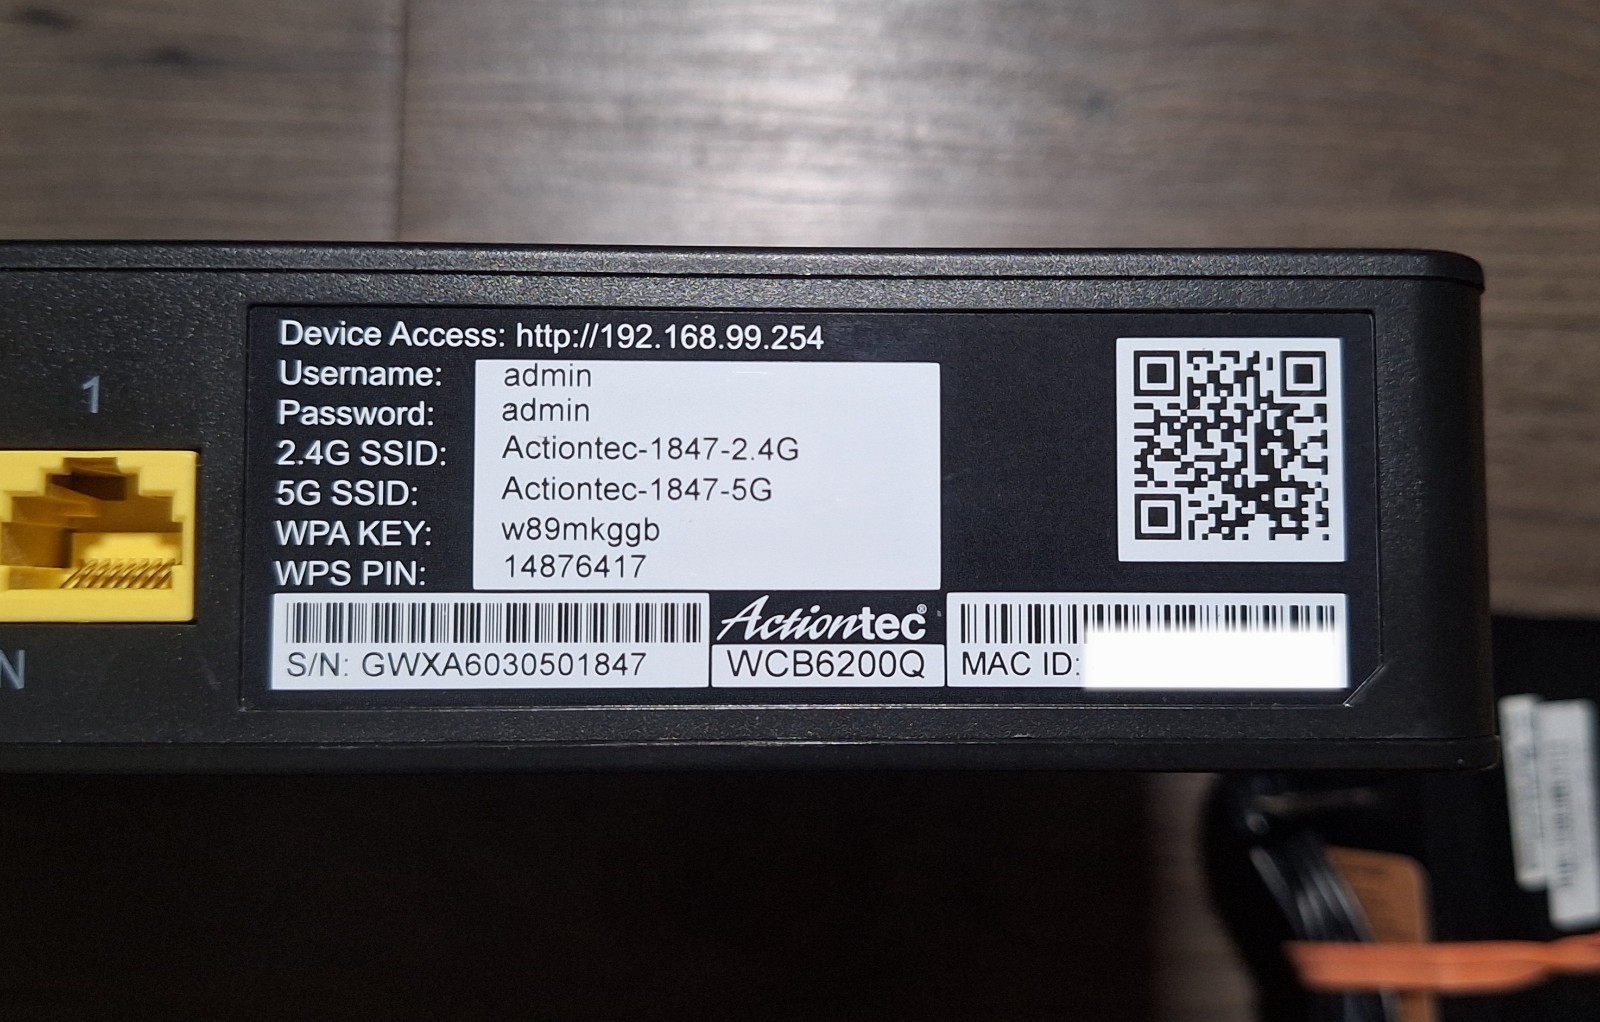 Device Access: http://192.168.99.254
Username: admin
Password: admin
2.4G SSID: Actiontec-1847-2.4G
5G SSID: Actiontec-1847-5G
WPA KEY: w89mkggb
WPS PIN: 14876417
Actiontec®
S/N: GWXA6030501847
WCB6200Q
MAC ID:
1
N